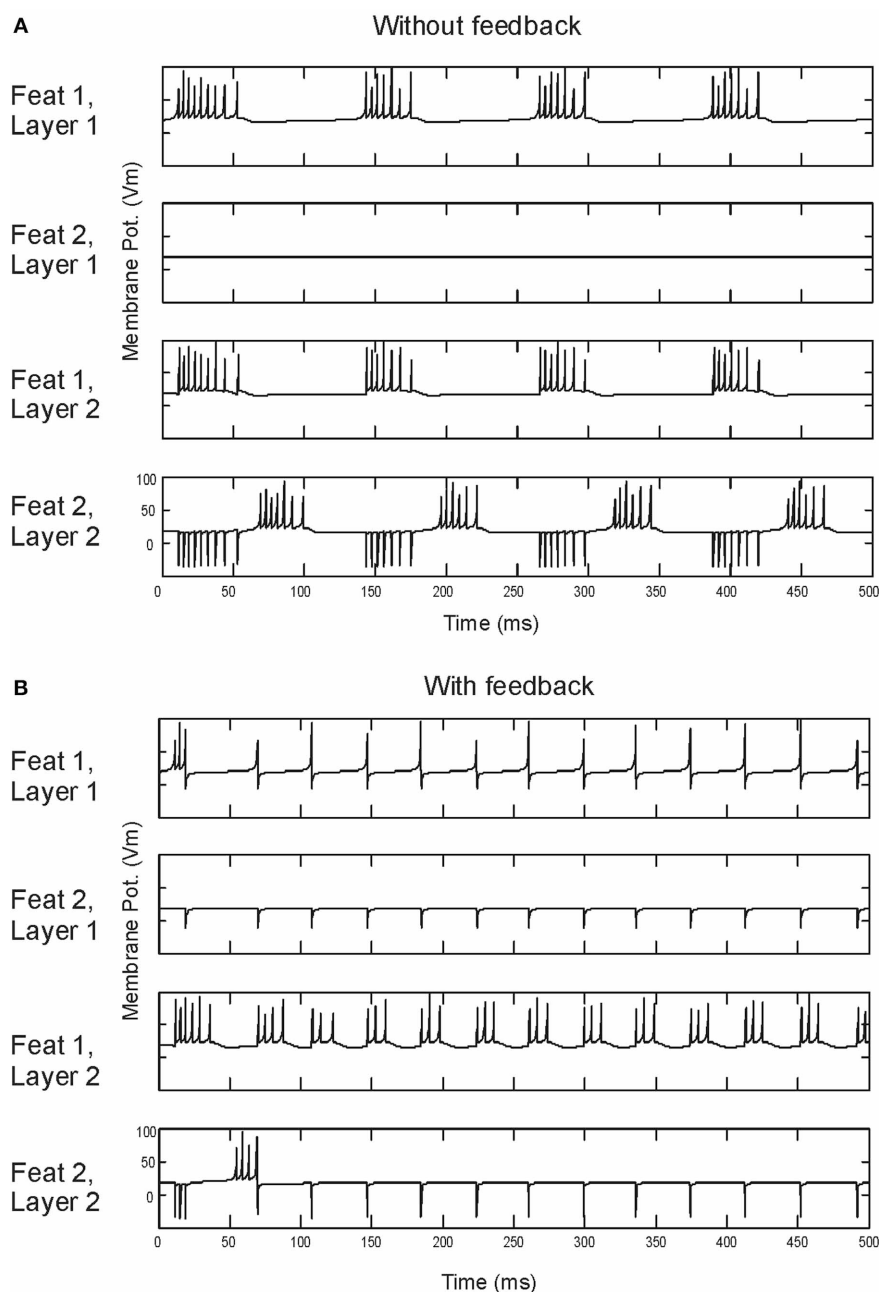 A
Without feedback
Feat 1,
Layer 1
Feat 2,
Layer 1
Feat 1,
Layer 2
Feat 2,
Layer 2
Membrane Pot. (Vm)
100
50
0
0 50 100 150 200 250 300 350 400 450 500
Time (ms)
B
With feedback
Feat 1,
Layer 1
Feat 2,
Layer 1
Feat 1,
Layer 2
Feat 2,
Layer 2
Membrane Pot. (Vm)
100
50
0
0 50 100 150 200 250 300 350 400 450 500
Time (ms)